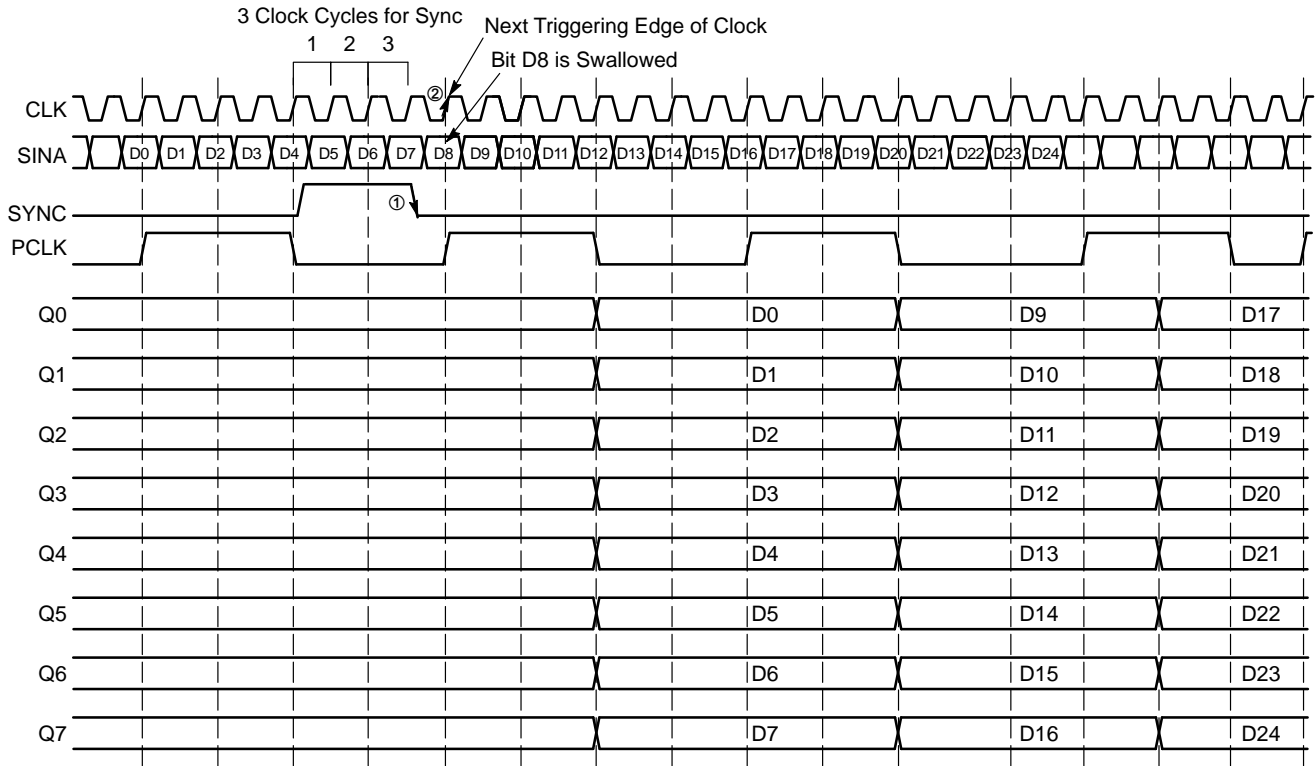 3 Clock Cycles for Sync
Next Triggering Edge of Clock
1 2 3
Bit D8 is Swallowed
②
CLK
SINA D0 D1 D2 D3 D4 D5 D6 D7 D8 D9 D10 D11 D12 D13 D14 D15 D16 D17 D18 D19 D20 D21 D22 D23 D24
①
SYNC
PCLK
Q0 D0 D9 D17
Q1 D1 D10 D18
Q2 D2 D11 D19
Q3 D3 D12 D20
Q4 D4 D13 D21
Q5 D5 D14 D22
Q6 D6 D15 D23
Q7 D7 D16 D24